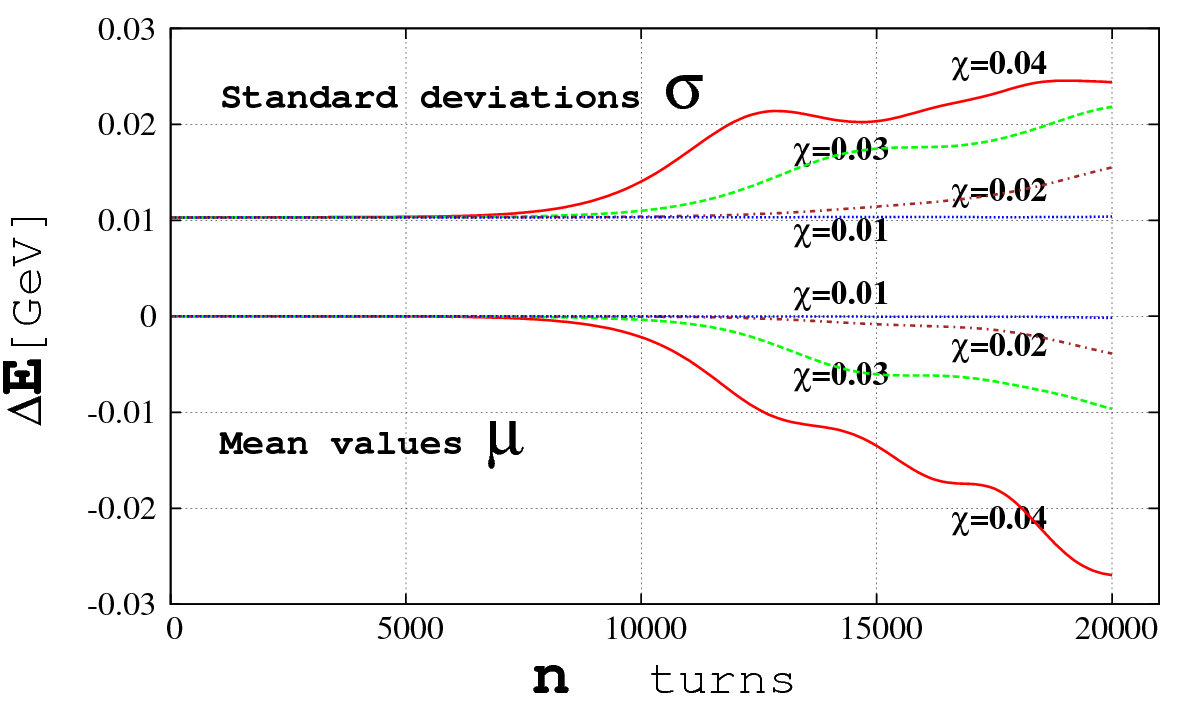 0.03
0.02
0.01
0
-0.01
-0.02
-0.03
ΔE[GeV]
Standard deviations σ
χ=0.04
χ=0.03
χ=0.02
χ=0.01
χ=0.01
χ=0.02
χ=0.03
Mean values μ
χ=0.04
0 5000 10000 15000 20000
n turns